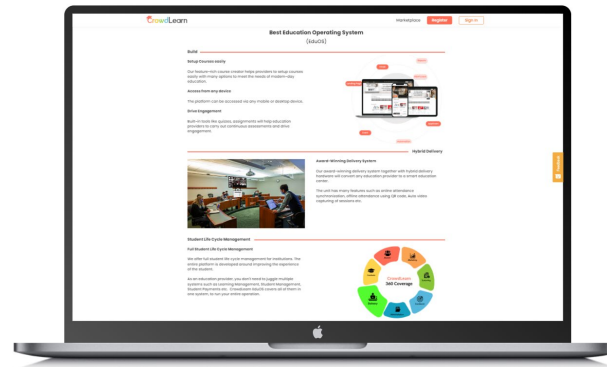 CrowdLearn
Marketplace
Register
Sign In
Best Education Operating System
(EduOS)
Build
Setup Courses easily
Our feature-rich course creator helps providers to setup courses
easily with many options to meet the needs of modern-day
education.
Access from any device
The platform can be accessed via any mobile or desktop device.
Drive Engagement
Built-in tools like quizzes, assignments will help education
providers to carry out continuous assessments and drive
engagement.
Hybrid Delivery
Award-Winning Delivery System
Our award-winning delivery system together with hybrid delivery
hardware will convert any education provider to a smart education
center.
The unit has many features such as online attendance
synchronisation, offline attendance using QR code, Auto video
capturing of sessions etc.
Student Life Cycle Management
Full Student Life Cycle Management
We offer full student life cycle management for institutions. The
entire platform is developed around improving the experience
of the student.
As an education provider, you don't need to juggle multiple
systems such as Learning Management, Student Management,
Student Payments etc. CrowdLearn EduOS covers all of them in
one system, to run your entire operation.
CrowdLearn
360 Coverage